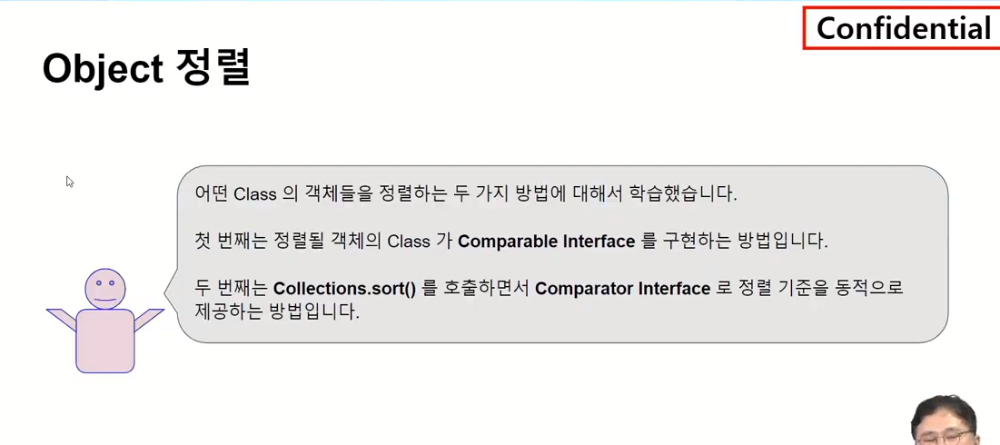 Confidential
Object 정렬
어떤 Class 의 객체들을 정렬하는 두 가지 방법에 대해서 학습했습니다.
첫 번째는 정렬될 객체의 Class 가 Comparable Interface 를 구현하는 방법입니다.
두 번째는 Collections.sort() 를 호출하면서 Comparator Interface 로 정렬 기준을 동적으로
제공하는 방법입니다.